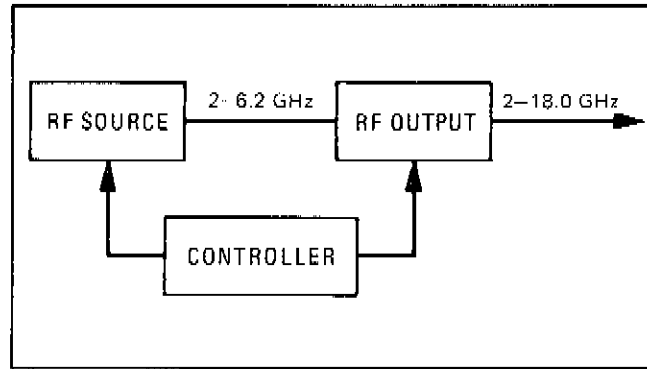 2-6.2 GHz
2–18.0 GHz
RF SOURCE
RF OUTPUT
CONTROLLER